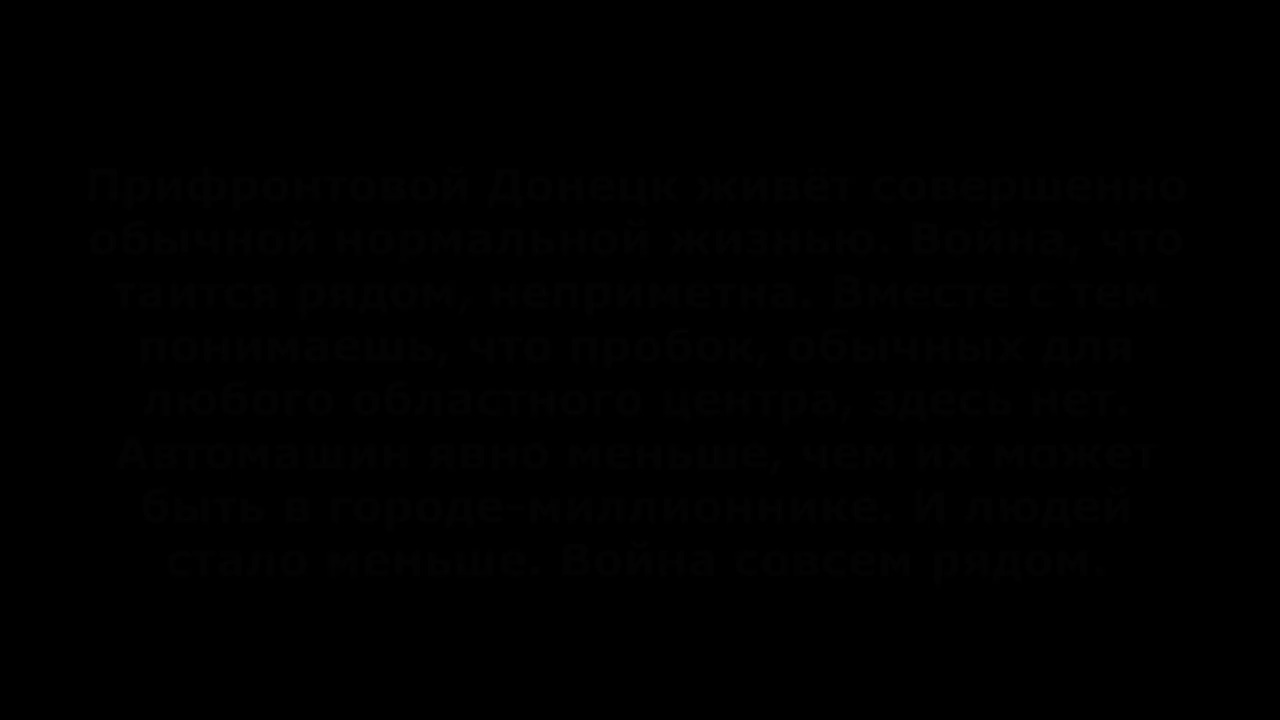 Прифронтовой Донецк живёт совершенно
обычной нормальной жизнью. Война, что
таится рядом, неприметна. Вместе с тем
понимаешь, что пробок, обычных для
любого областного центра, здесь нет.
Автомашин явно меньше, чем их может
быть в городе-миллионнике. И людей
стало меньше. Война совсем рядом.